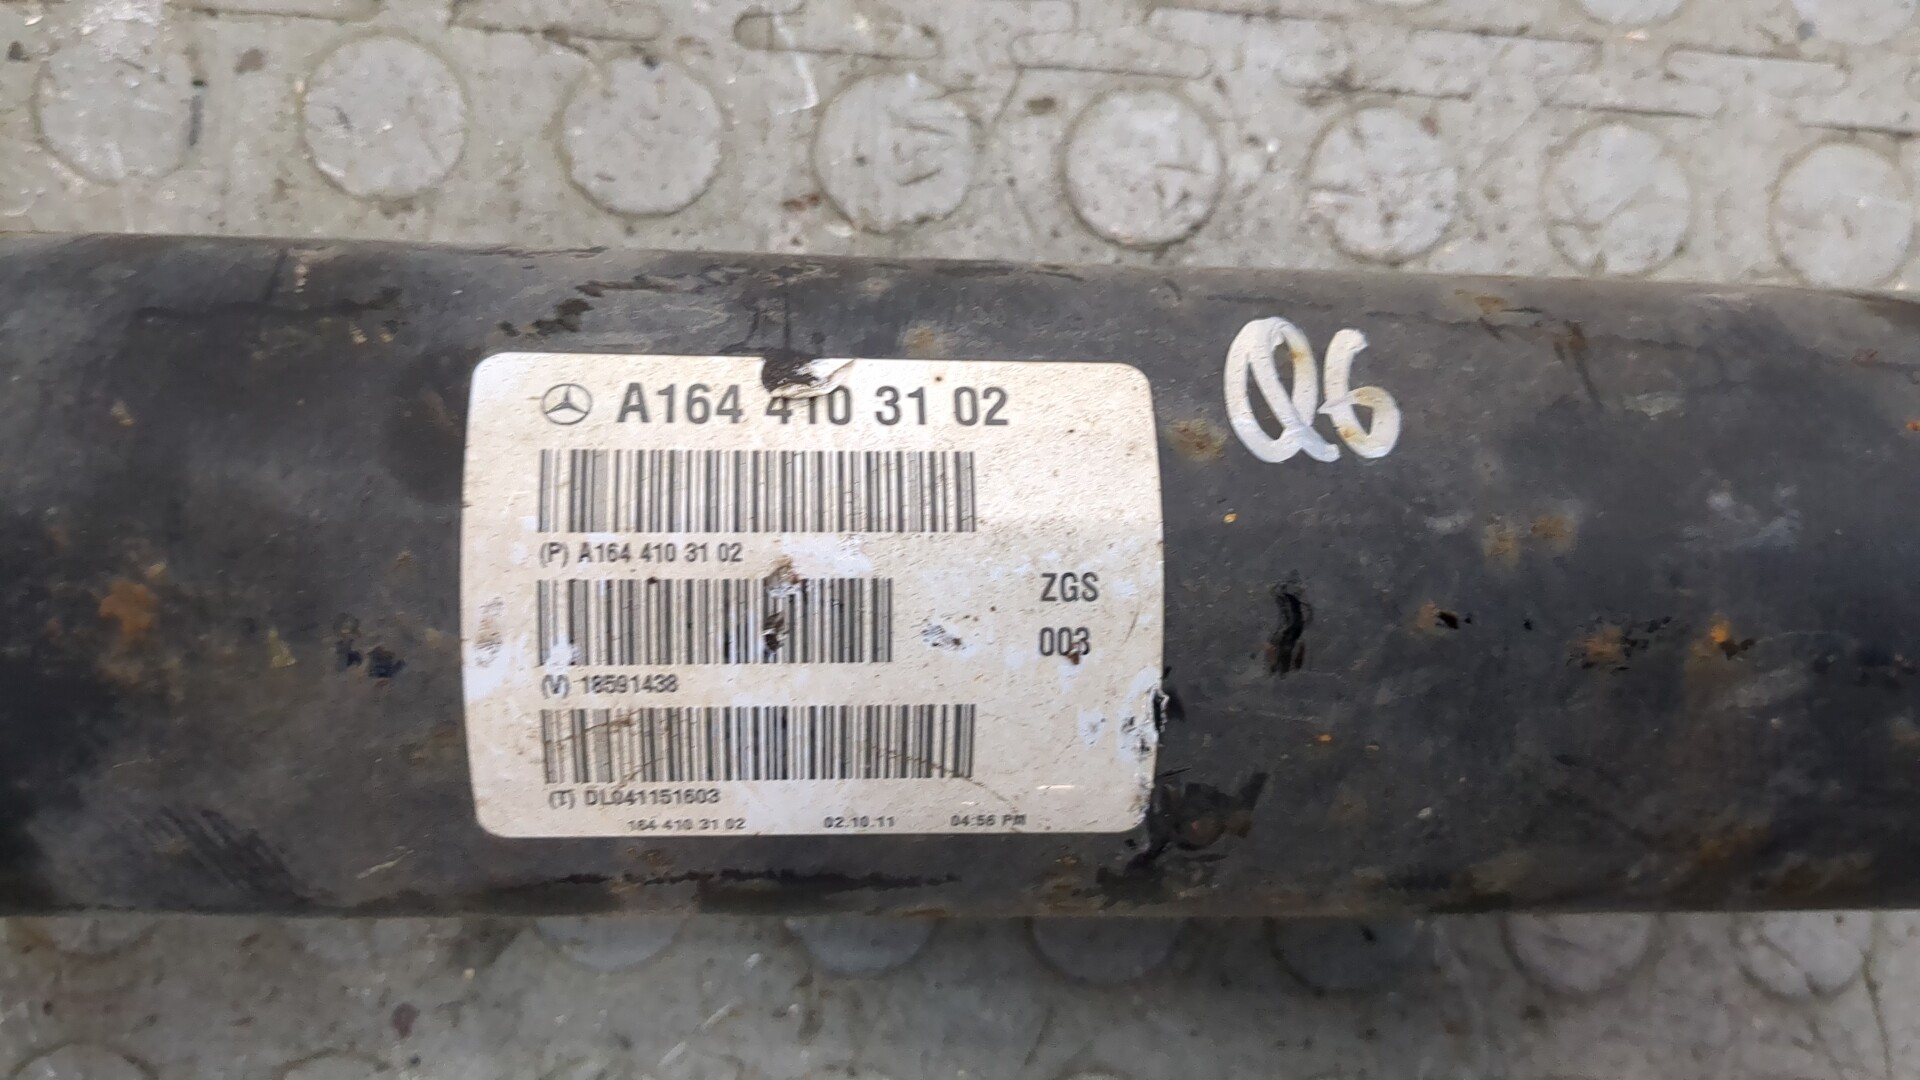 A164 410 31 02
Q6
(P) A164 410 31 02
ZGS
003
(V) 18591438
(T) DL041151603
164 410 31 02 02.10.11 04:56 PM